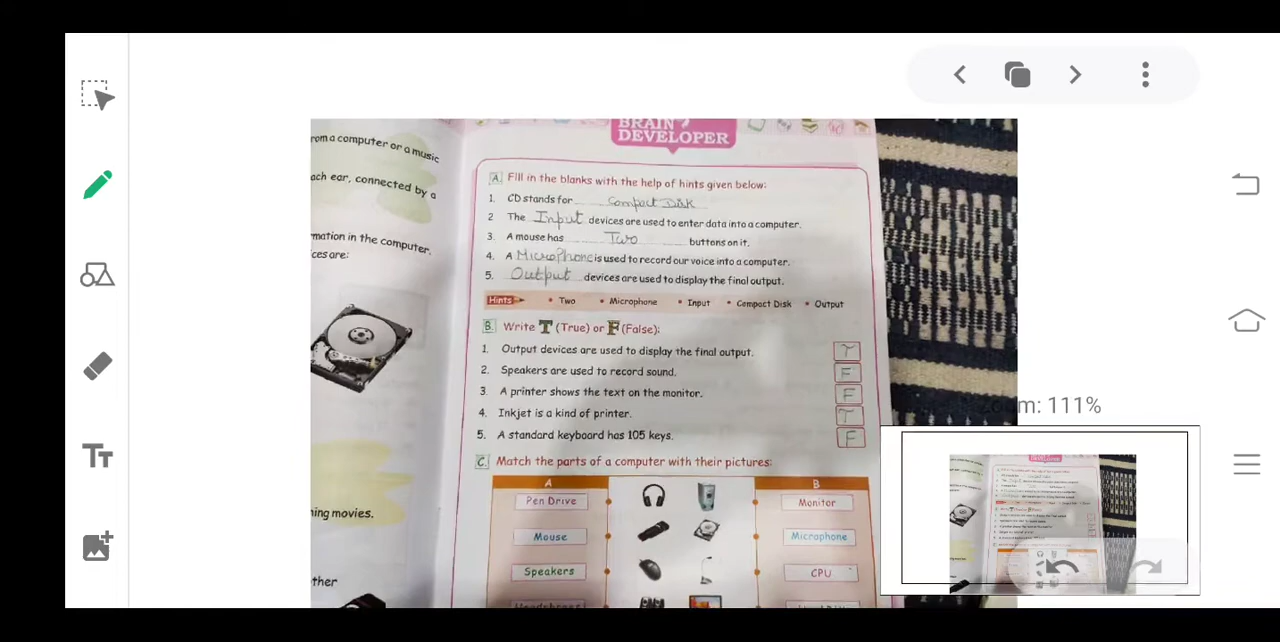 BRAIN
DEVELOPER
rom a computer or a music
ach ear, connected by a
mation in the computer.
ces are:
ning movies.
ther
A. Fill in the blanks with the help of hints given below:
1. CD stands for Compact Disk
2 The Input devices are used to enter data into a computer.
3. A mouse has Two buttons on it.
4. A Microphone is used to record our voice into a computer.
5. Output devices are used to display the final output.
Hints • Two • Microphone • Input • Compact Disk • Output
B. Write T (True) or F (False):
1. Output devices are used to display the final output. T
2. Speakers are used to record sound. F
3. A printer shows the text on the monitor. F
4. Inkjet is a kind of printer. T
5. A standard keyboard has 105 keys. F
C. Match the parts of a computer with their pictures:
A B
Pen Drive Monitor
Mouse Microphone
Speakers CPU
Headphones
m: 111%
TT